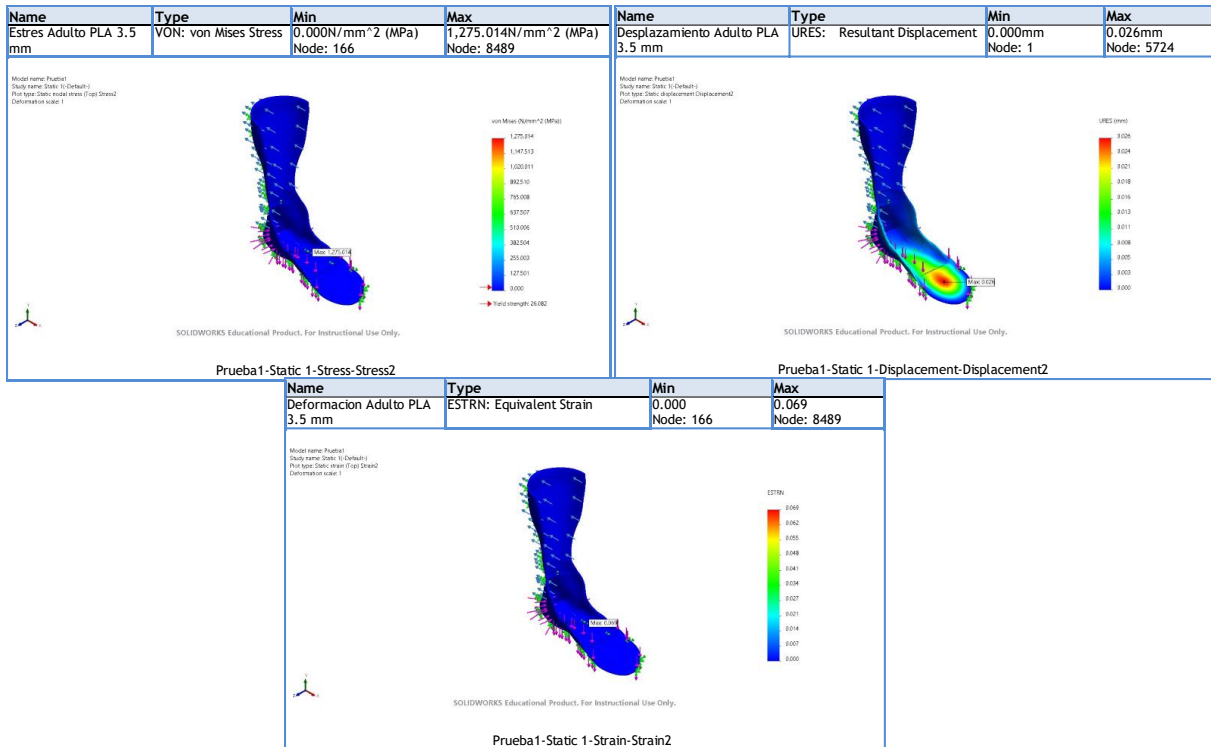 Name Type Min Max
Estres Adulto PLA 3.5 mm VON: von Mises Stress 0.000N/mm^2 (MPa) Node: 166 1,275.014N/mm^2 (MPa) Node: 8489
Model name: Prueba1
Study name: Static 1(-Default-)
Plot type: Static nodal stress (Top) Stress2
Deformation scale: 1
von Mises (N/mm^2 (MPa))
1,275.014
1,147.513
1,020.011
892.510
765.008
637.507
510.006
382.504
255.003
127.501
0.000
Yield strength: 26.082
Max: 1,275.014
SOLIDWORKS Educational Product. For Instructional Use Only.
Prueba1-Static 1-Stress-Stress2
Name Type Min Max
Desplazamiento Adulto PLA 3.5 mm URES: Resultant Displacement 0.000mm Node: 1 0.026mm Node: 5724
Model name: Prueba1
Study name: Static 1(-Default-)
Plot type: Static displacement Displacement2
Deformation scale: 1
URES (mm)
0.026
0.024
0.021
0.018
0.016
0.013
0.011
0.008
0.005
0.003
0.000
Max: 0.026
SOLIDWORKS Educational Product. For Instructional Use Only.
Prueba1-Static 1-Displacement-Displacement2
Name Type Min Max
Deformacion Adulto PLA 3.5 mm ESTRN: Equivalent Strain 0.000 Node: 166 0.069 Node: 8489
Model name: Prueba1
Study name: Static 1(-Default-)
Plot type: Static strain (Top) Strain2
Deformation scale: 1
ESTRN
0.069
0.062
0.055
0.048
0.041
0.034
0.027
0.021
0.014
0.007
0.000
Max: 0.069
SOLIDWORKS Educational Product. For Instructional Use Only.
Prueba1-Static 1-Strain-Strain2